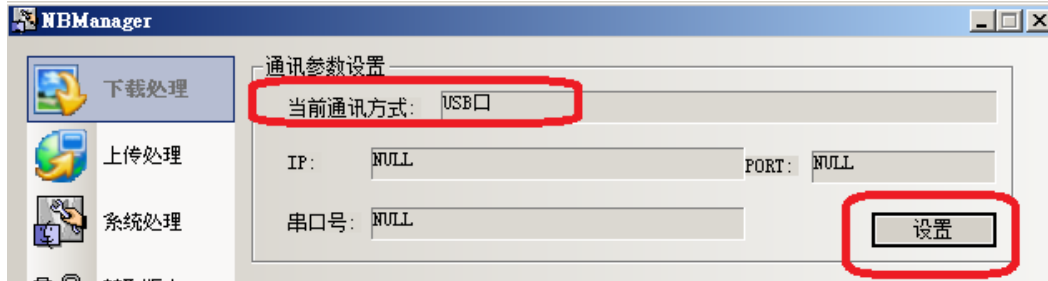 NBManager
下载处理
通讯参数设置
当前通讯方式: USB口
上传处理
IP: NULL
PORT: NULL
系统处理
串口号: NULL
设置